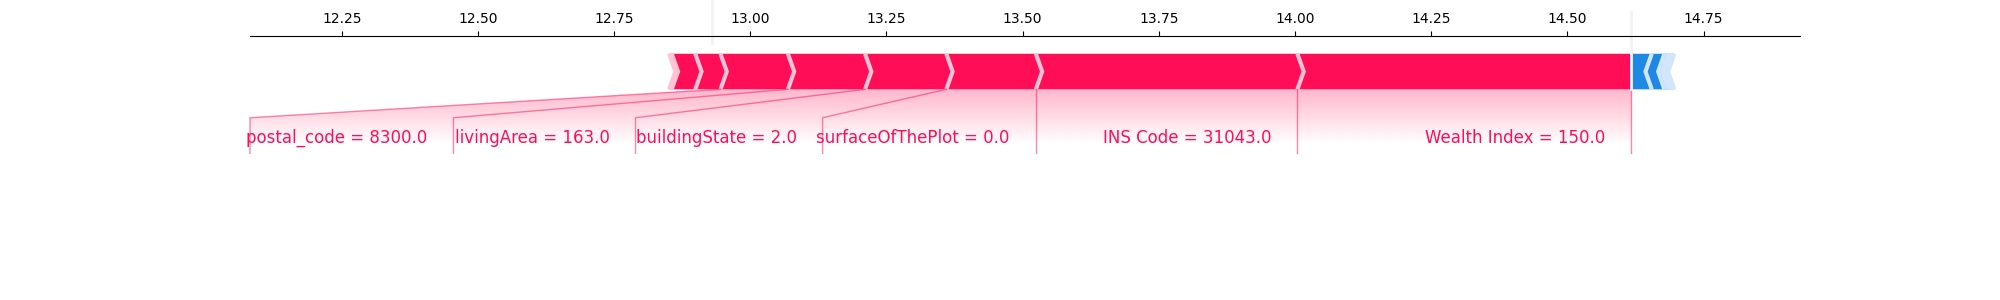 12.25 12.50 12.75 13.00 13.25 13.50 13.75 14.00 14.25 14.50 14.75
postal_code = 8300.0 livingArea = 163.0 buildingState = 2.0 surfaceOfThePlot = 0.0 INS Code = 31043.0 Wealth Index = 150.0